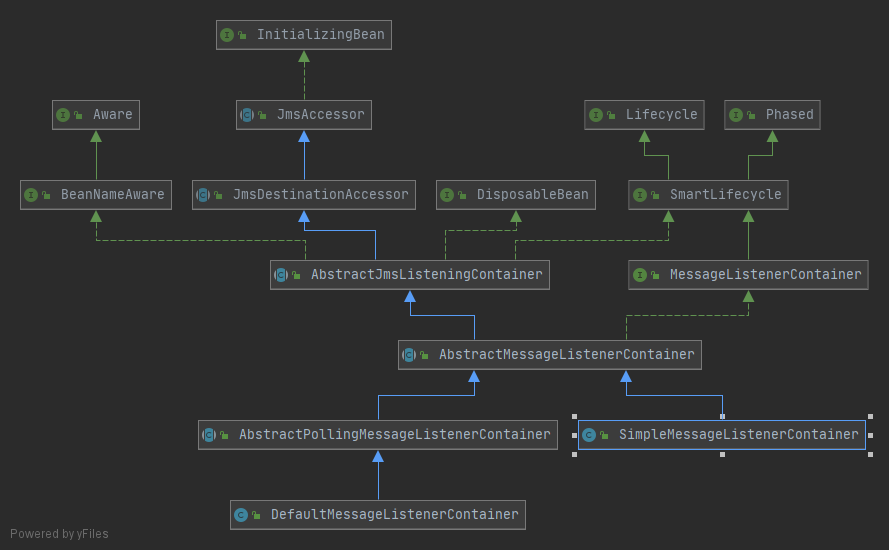 InitializingBean
Aware
JmsAccessor
Lifecycle
Phased
BeanNameAware
JmsDestinationAccessor
DisposableBean
SmartLifecycle
AbstractJmsListeningContainer
MessageListenerContainer
AbstractMessageListenerContainer
AbstractPollingMessageListenerContainer
SimpleMessageListenerContainer
DefaultMessageListenerContainer
Powered by yFiles